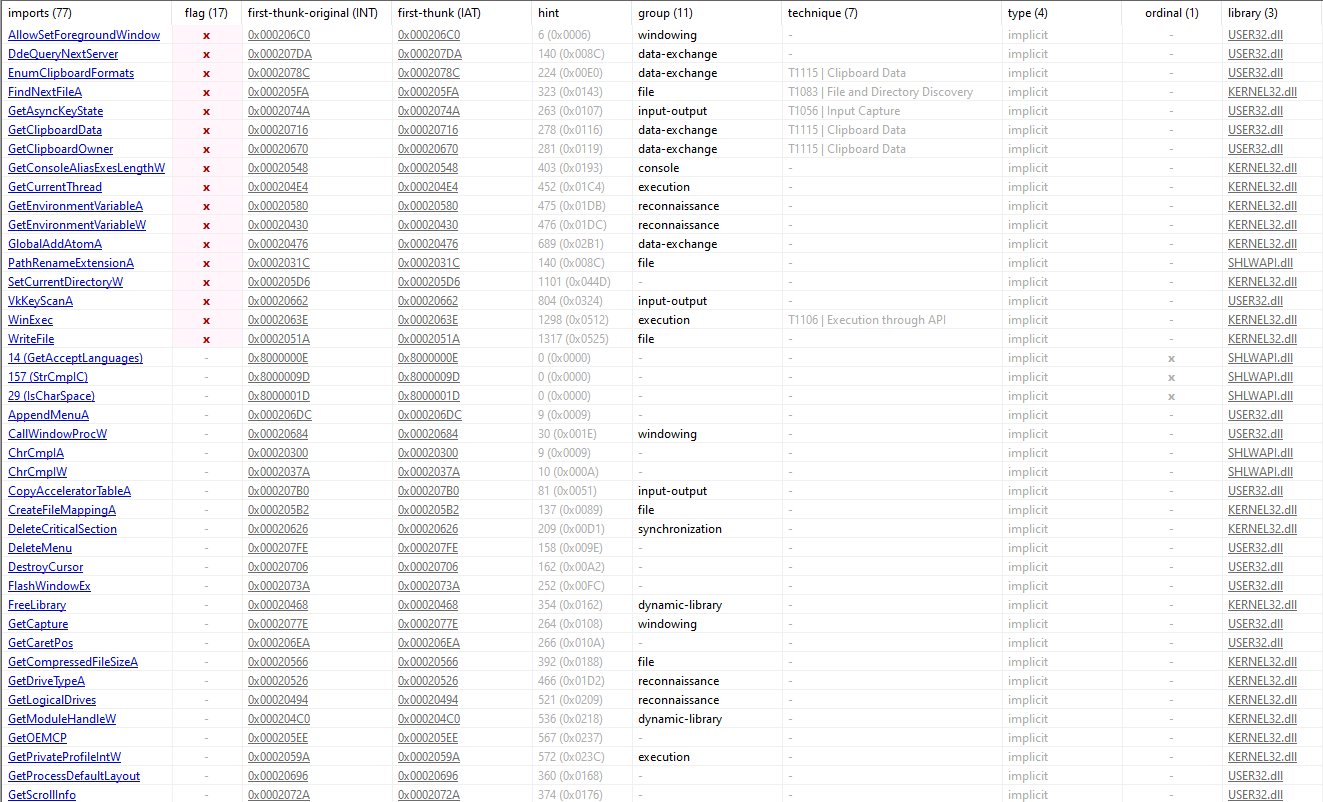 imports (77) flag (17) first-thunk-original (INT) first-thunk (IAT) hint group (11) technique (7) type (4) ordinal (1) library (3)
AllowSetForegroundWindow x 0x000206C0 0x000206C0 6 (0x0006) windowing - implicit - USER32.dll
DdeQueryNextServer x 0x000207DA 0x000207DA 140 (0x008C) data-exchange - implicit - USER32.dll
EnumClipboardFormats x 0x0002078C 0x0002078C 224 (0x00E0) data-exchange T1115 | Clipboard Data implicit - USER32.dll
FindNextFileA x 0x000205FA 0x000205FA 323 (0x0143) file T1083 | File and Directory Discovery implicit - KERNEL32.dll
GetAsyncKeyState x 0x0002074A 0x0002074A 263 (0x0107) input-output T1056 | Input Capture implicit - USER32.dll
GetClipboardData x 0x00020716 0x00020716 278 (0x0116) data-exchange T1115 | Clipboard Data implicit - USER32.dll
GetClipboardOwner x 0x00020670 0x00020670 281 (0x0119) data-exchange T1115 | Clipboard Data implicit - USER32.dll
GetConsoleAliasExesLengthW x 0x00020548 0x00020548 403 (0x0193) console - implicit - KERNEL32.dll
GetCurrentThread x 0x000204E4 0x000204E4 452 (0x01C4) execution - implicit - KERNEL32.dll
GetEnvironmentVariableA x 0x00020580 0x00020580 475 (0x01DB) reconnaissance - implicit - KERNEL32.dll
GetEnvironmentVariableW x 0x00020430 0x00020430 476 (0x01DC) reconnaissance - implicit - KERNEL32.dll
GlobalAddAtomA x 0x00020476 0x00020476 689 (0x02B1) data-exchange - implicit - KERNEL32.dll
PathRenameExtensionA x 0x0002031C 0x0002031C 140 (0x008C) file - implicit - SHLWAPI.dll
SetCurrentDirectoryW x 0x000205D6 0x000205D6 1101 (0x044D) - - implicit - KERNEL32.dll
VkKeyScanA x 0x00020662 0x00020662 804 (0x0324) input-output - implicit - USER32.dll
WinExec x 0x0002063E 0x0002063E 1298 (0x0512) execution T1106 | Execution through API implicit - KERNEL32.dll
WriteFile x 0x0002051A 0x0002051A 1317 (0x0525) file - implicit - KERNEL32.dll
14 (GetAcceptLanguages) - 0x8000000E 0x8000000E 0 (0x0000) - - implicit x SHLWAPI.dll
157 (StrCmpIC) - 0x8000009D 0x8000009D 0 (0x0000) - - implicit x SHLWAPI.dll
29 (IsCharSpace) - 0x8000001D 0x8000001D 0 (0x0000) - - implicit x SHLWAPI.dll
AppendMenuA - 0x000206DC 0x000206DC 9 (0x0009) - - implicit - USER32.dll
CallWindowProcW - 0x00020684 0x00020684 30 (0x001E) windowing - implicit - USER32.dll
ChrCmpIA - 0x00020300 0x00020300 9 (0x0009) - - implicit - SHLWAPI.dll
ChrCmpIW - 0x0002037A 0x0002037A 10 (0x000A) - - implicit - SHLWAPI.dll
CopyAcceleratorTableA - 0x000207B0 0x000207B0 81 (0x0051) input-output - implicit - USER32.dll
CreateFileMappingA - 0x000205B2 0x000205B2 137 (0x0089) file - implicit - KERNEL32.dll
DeleteCriticalSection - 0x00020626 0x00020626 209 (0x00D1) synchronization - implicit - KERNEL32.dll
DeleteMenu - 0x000207FE 0x000207FE 158 (0x009E) - - implicit - USER32.dll
DestroyCursor - 0x00020706 0x00020706 162 (0x00A2) - - implicit - USER32.dll
FlashWindowEx - 0x0002073A 0x0002073A 252 (0x00FC) - - implicit - USER32.dll
FreeLibrary - 0x00020468 0x00020468 354 (0x0162) dynamic-library - implicit - KERNEL32.dll
GetCapture - 0x0002077E 0x0002077E 264 (0x0108) windowing - implicit - USER32.dll
GetCaretPos - 0x000206EA 0x000206EA 266 (0x010A) - - implicit - USER32.dll
GetCompressedFileSizeA - 0x00020566 0x00020566 392 (0x0188) file - implicit - KERNEL32.dll
GetDriveTypeA - 0x00020526 0x00020526 466 (0x01D2) reconnaissance - implicit - KERNEL32.dll
GetLogicalDrives - 0x00020494 0x00020494 521 (0x0209) reconnaissance - implicit - KERNEL32.dll
GetModuleHandleW - 0x000204C0 0x000204C0 536 (0x0218) dynamic-library - implicit - KERNEL32.dll
GetOEMCP - 0x000205EE 0x000205EE 567 (0x0237) - - implicit - KERNEL32.dll
GetPrivateProfileIntW - 0x0002059A 0x0002059A 572 (0x023C) execution - implicit - KERNEL32.dll
GetProcessDefaultLayout - 0x00020696 0x00020696 360 (0x0168) - - implicit - USER32.dll
GetScrollInfo - 0x0002072A 0x0002072A 374 (0x0176) - - implicit - USER32.dll